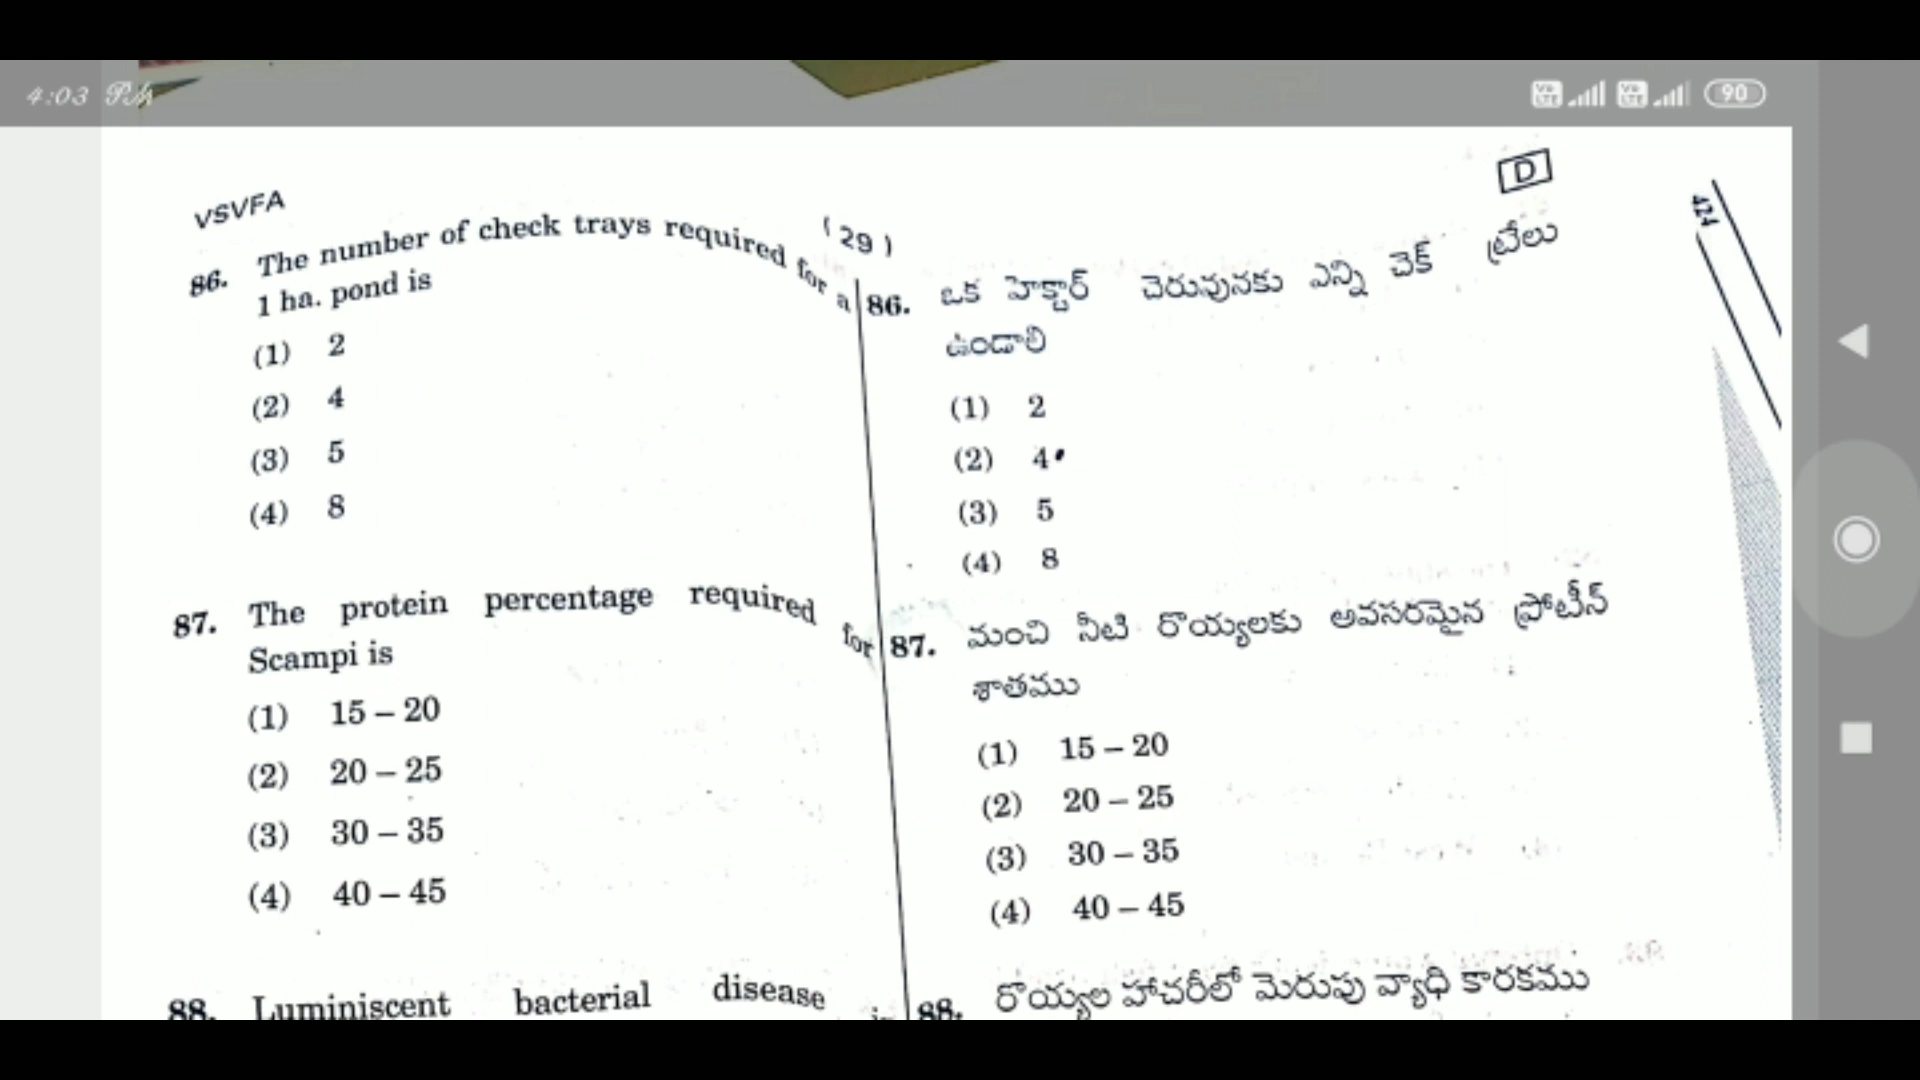 4:03 PM
90
VSVFA
(29)
D
424
86. The number of check trays required for a
1 ha. pond is
(1) 2
(2) 4
(3) 5
(4) 8
87. The protein percentage required for
Scampi is
(1) 15 – 20
(2) 20 – 25
(3) 30 – 35
(4) 40 – 45
88. Luminiscent bacterial disease
86. ఒక హెక్టార్ చెరువునకు ఎన్ని చెక్ ట్రేలు
ఉండాలి
(1) 2
(2) 4
(3) 5
(4) 8
87. మంచి నీటి రొయ్యలకు అవసరమైన ప్రోటీన్
శాతము
(1) 15 – 20
(2) 20 – 25
(3) 30 – 35
(4) 40 – 45
88. రొయ్యల హాచరీలో మెరుపు వ్యాధి కారకము